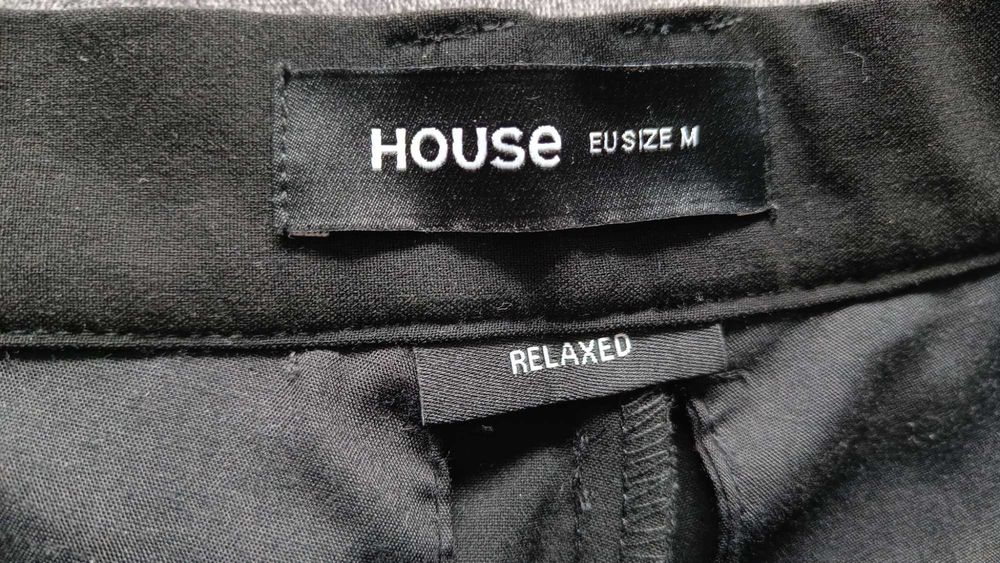 HOUSe EU SIZE M
RELAXED